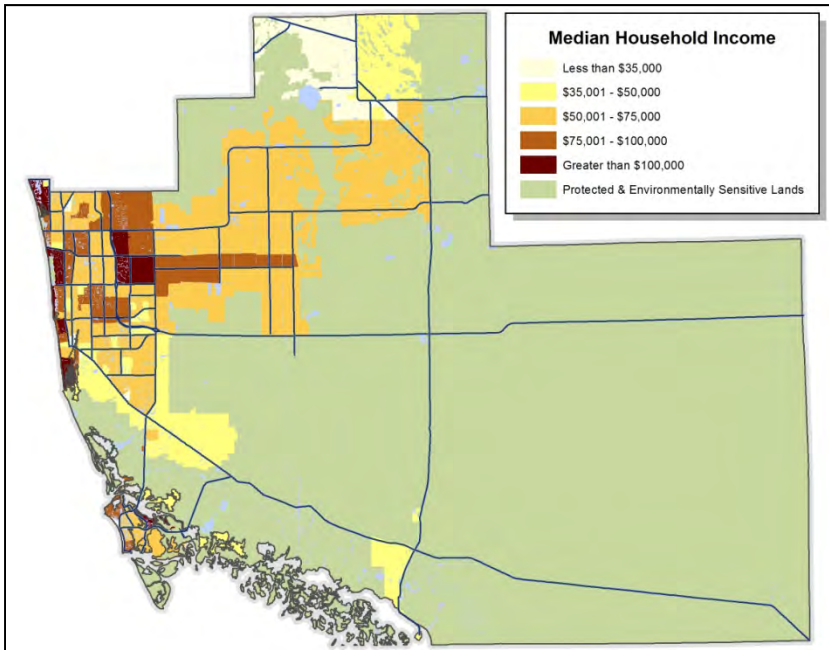 Median Household Income
Less than $35,000
$35,001 - $50,000
$50,001 - $75,000
$75,001 - $100,000
Greater than $100,000
Protected & Environmentally Sensitive Lands